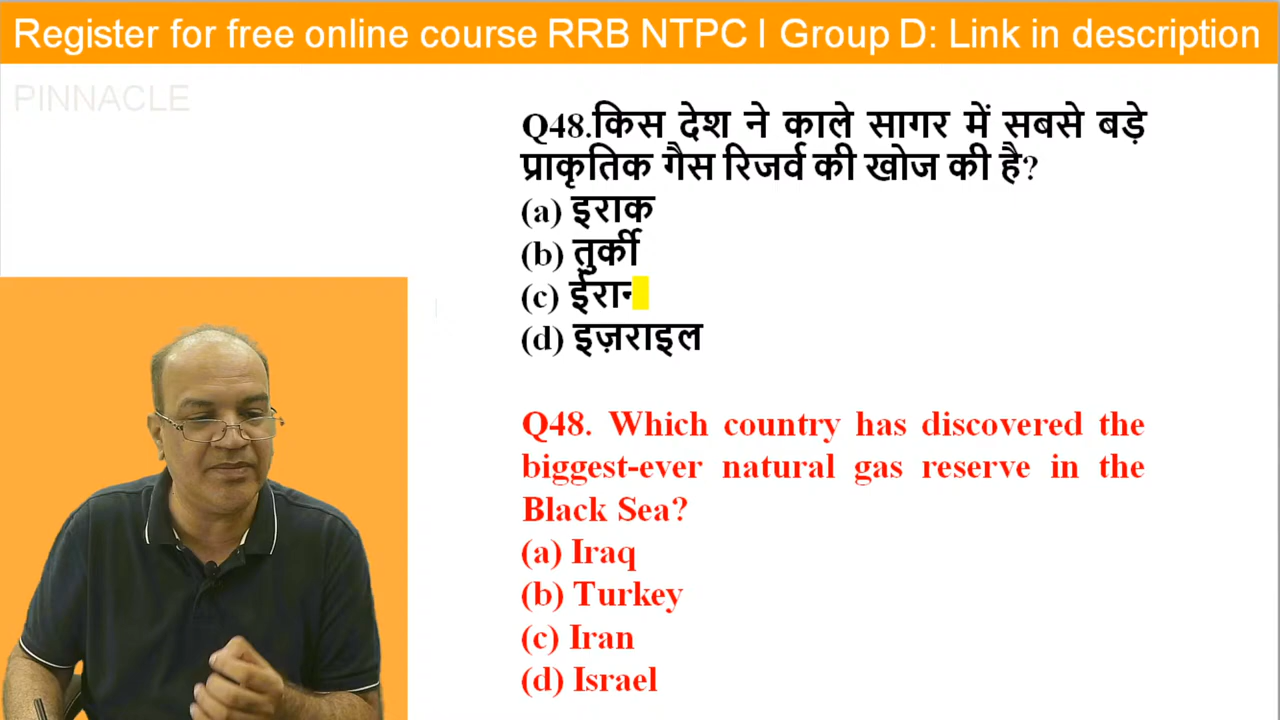 Register for free online course RRB NTPC I Group D: Link in description
PINNACLE
Q48.किस देश ने काले सागर में सबसे बड़े
प्राकृतिक गैस रिजर्व की खोज की है?
(a) इराक
(b) तुर्की
(c) ईरान
(d) इज़राइल
Q48. Which country has discovered the
biggest-ever natural gas reserve in the
Black Sea?
(a) Iraq
(b) Turkey
(c) Iran
(d) Israel